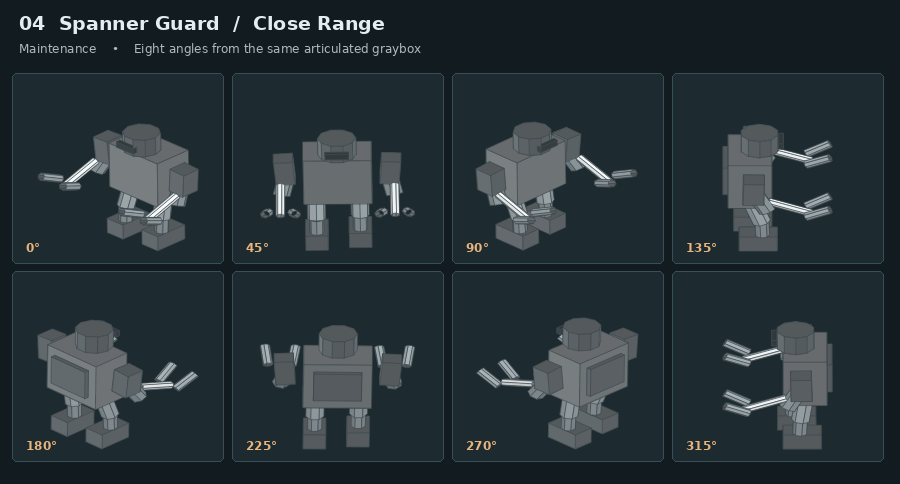 04 Spanner Guard / Close Range
Maintenance • Eight angles from the same articulated graybox
0° 45° 90° 135°
180° 225° 270° 315°